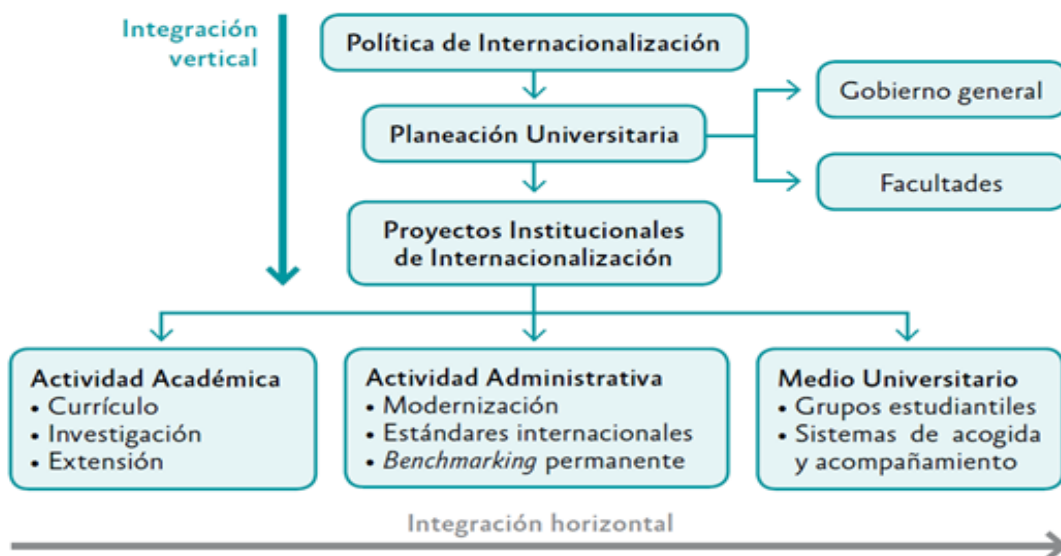 Integración
vertical
Política de Internacionalización
Planeación Universitaria
Gobierno general
Facultades
Proyectos Institucionales
de Internacionalización
Actividad Académica
• Currículo
• Investigación
• Extensión
Actividad Administrativa
• Modernización
• Estándares internacionales
• Benchmarking permanente
Medio Universitario
• Grupos estudiantiles
• Sistemas de acogida
y acompañamiento
Integración horizontal